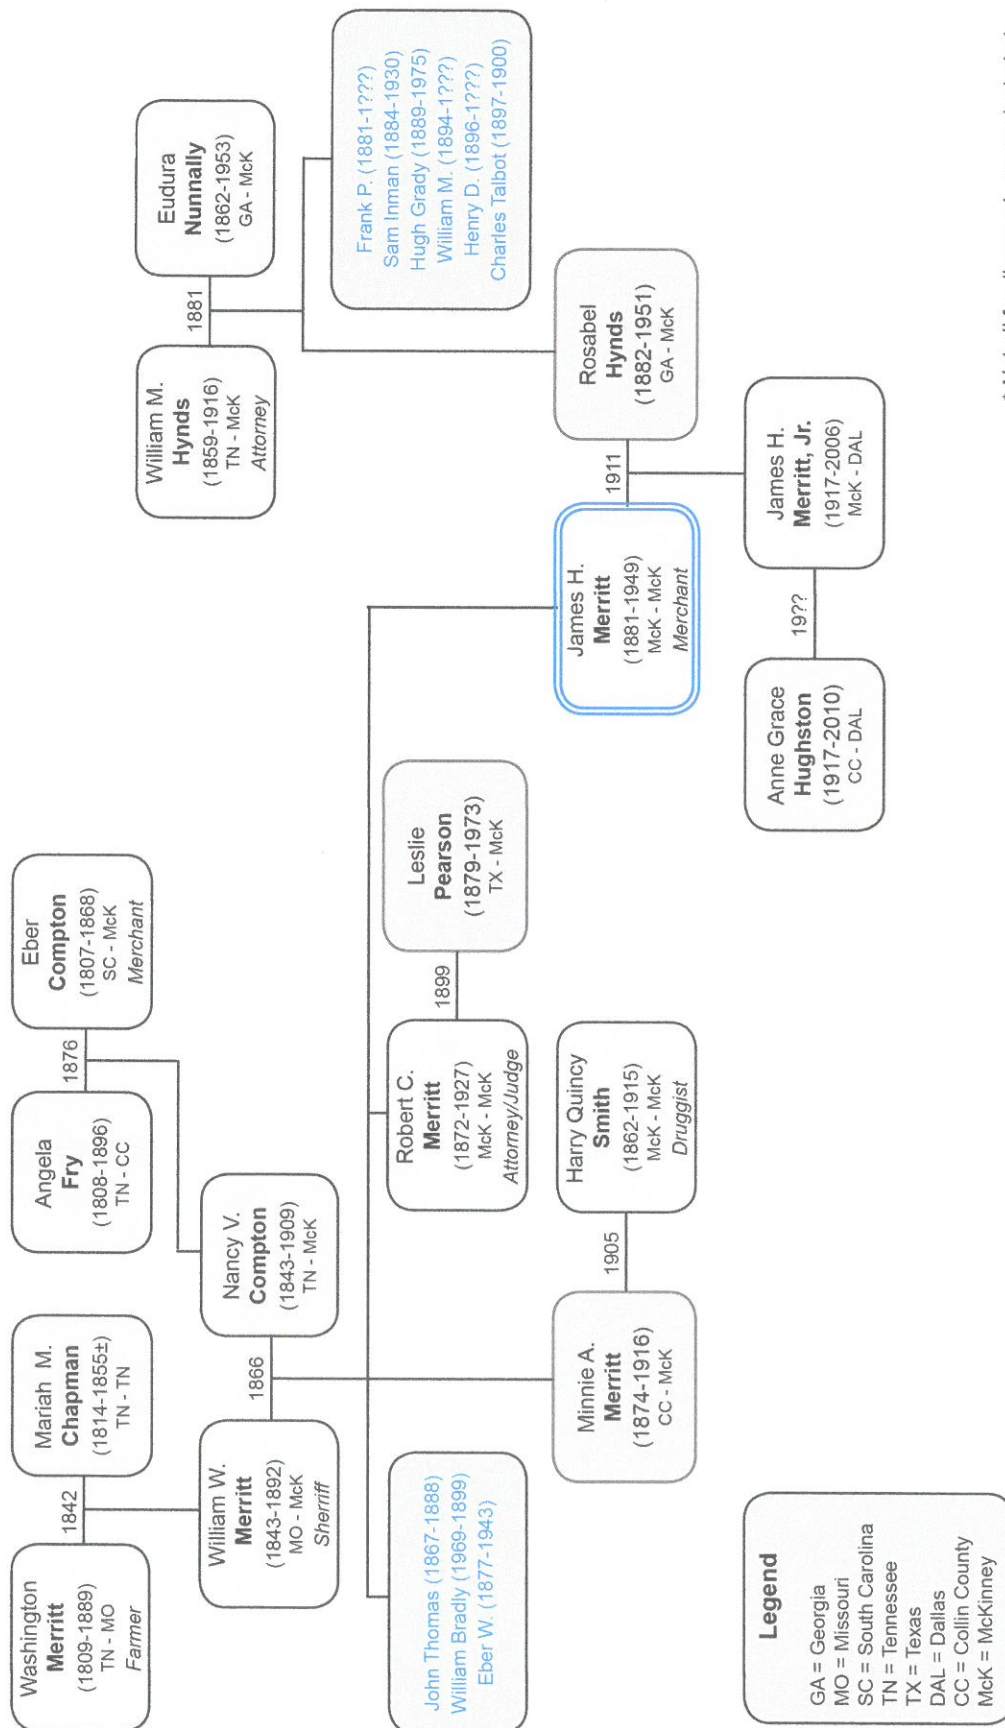 Washington
Merritt
(1809-1889)
TN - MO
Farmer
1842
Mariah M.
Chapman
(1814-1855±)
TN - TN
Angela
Fry
(1808-1896)
TN - CC
1876
Eber
Compton
(1807-1868)
SC - McK
Merchant
William M.
Hynds
(1859-1916)
TN - McK
Attorney
1881
Eudura
Nunnally
(1862-1953)
GA - McK
William W.
Merritt
(1843-1892)
MO - McK
Sherriff
1866
Nancy V.
Compton
(1843-1909)
TN - McK
Frank P. (1881-1???)
Sam Inman (1884-1930)
Hugh Grady (1889-1975)
William M. (1894-1???)
Henry D. (1896-1???)
Charles Talbot (1897-1900)
John Thomas (1867-1888)
William Bradly (1969-1899)
Eber W. (1877-1943)
Robert C.
Merritt
(1872-1927)
McK - McK
Attorney/Judge
1899
Leslie
Pearson
(1879-1973)
TX - McK
Minnie A.
Merritt
(1874-1916)
CC - McK
1905
Harry Quincy
Smith
(1862-1915)
McK - McK
Druggist
James H.
Merritt
(1881-1949)
McK - McK
Merchant
1911
Rosabel
Hynds
(1882-1951)
GA - McK
Anne Grace
Hughston
(1917-2010)
CC - DAL
19??
James H.
Merritt, Jr.
(1917-2006)
McK - DAL
Legend
GA = Georgia
MO = Missouri
SC = South Carolina
TN = Tennessee
TX = Texas
DAL = Dallas
CC = Collin County
McK = McKinney